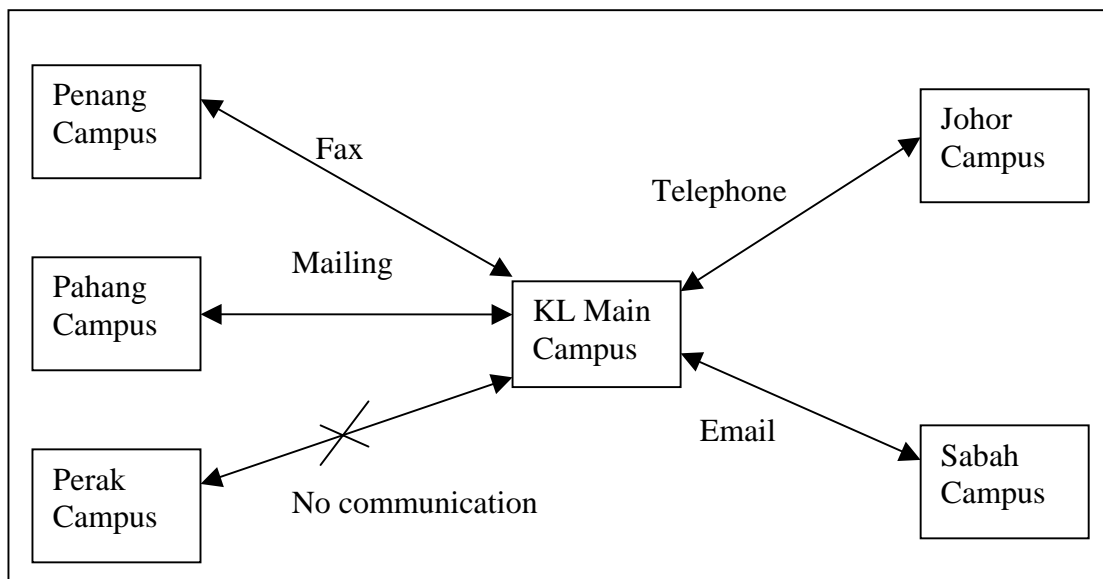 Penang
Campus
Fax
Johor
Campus
Telephone
Mailing
Pahang
Campus
KL Main
Campus
Email
Perak
Campus
No communication
Sabah
Campus